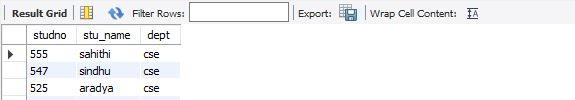 Result Grid Filter Rows: Export: Wrap Cell Content: IA
studno stu_name dept
555 sahithi cse
547 sindhu cse
525 aradya cse